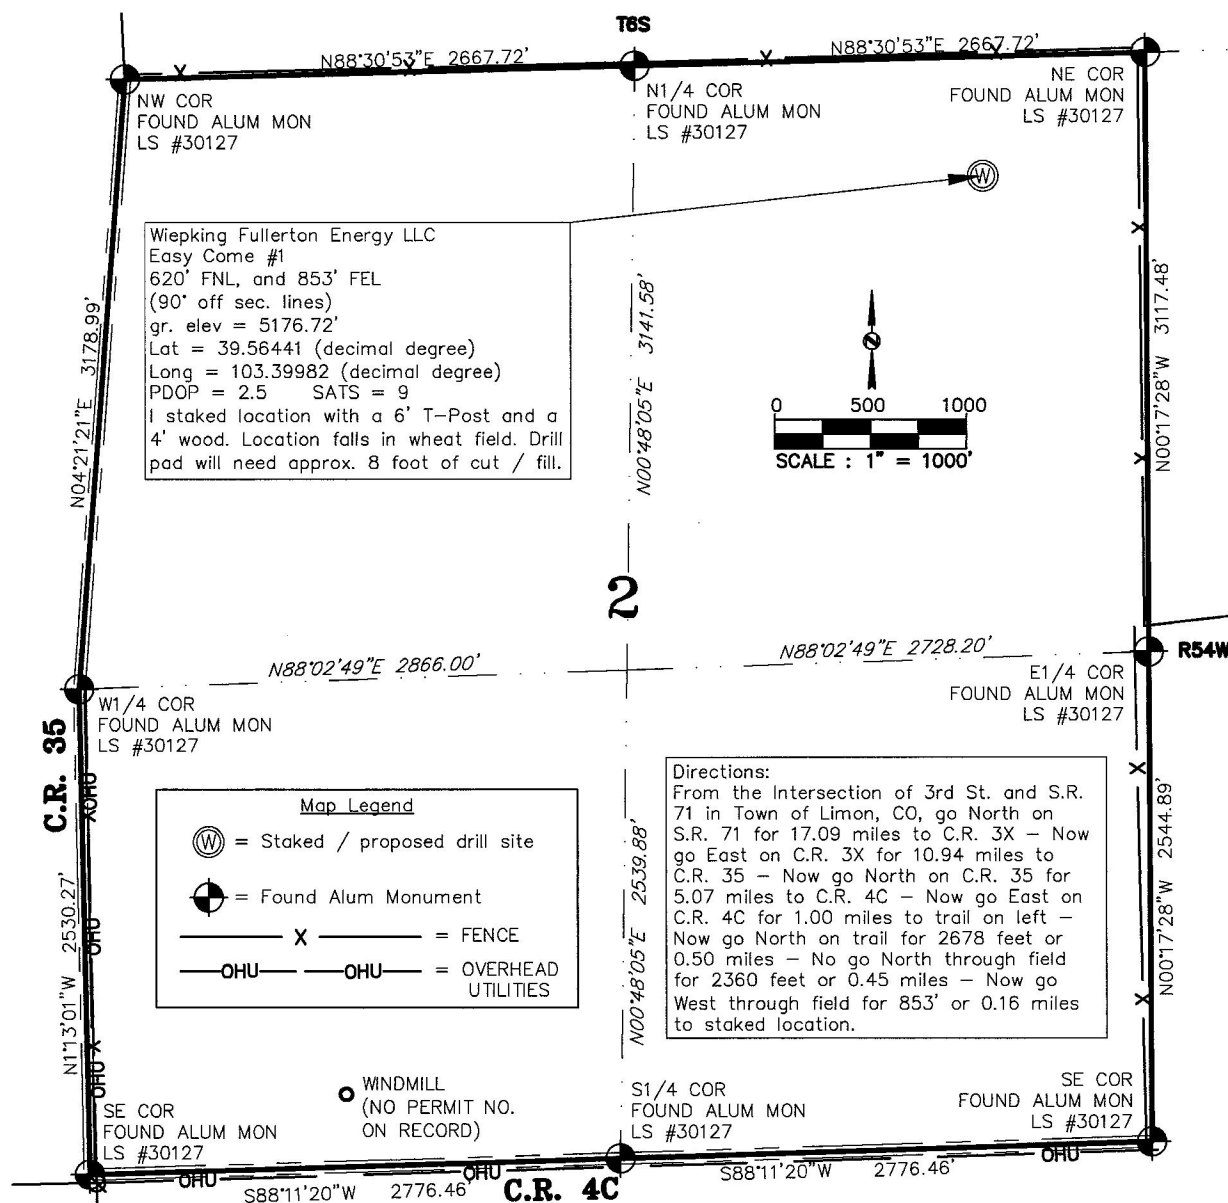 T6S
N88°30'53"E 2667.72'
N88°30'53"E 2667.72'
NW COR
FOUND ALUM MON
LS #30127
N1/4 COR
FOUND ALUM MON
LS #30127
NE COR
FOUND ALUM MON
LS #30127
W
Wiepking Fullerton Energy LLC
Easy Come #1
620' FNL, and 853' FEL
(90° off sec. lines)
gr. elev = 5176.72'
Lat = 39.56441 (decimal degree)
Long = 103.39982 (decimal degree)
PDOP = 2.5 SATS = 9
I staked location with a 6' T-Post and a
4' wood. Location falls in wheat field. Drill
pad will need approx. 8 foot of cut / fill.
N04°21'21"E 3178.99'
N00°48'05"E 3141.58'
N00°17'28"W 3117.48'
N
0 500 1000
SCALE : 1" = 1000'
2
N88°02'49"E 2866.00'
N88°02'49"E 2728.20'
R54W
W1/4 COR
FOUND ALUM MON
LS #30127
E1/4 COR
FOUND ALUM MON
LS #30127
C.R. 35
OHU
OHU
OHU
N1°13'01"W 2530.27'
Map Legend
W = Staked / proposed drill site
= Found Alum Monument
X = FENCE
OHU OHU = OVERHEAD
UTILITIES
N00°48'05"E 2539.88'
Directions:
From the Intersection of 3rd St. and S.R.
71 in Town of Limon, CO, go North on
S.R. 71 for 17.09 miles to C.R. 3X - Now
go East on C.R. 3X for 10.94 miles to
C.R. 35 - Now go North on C.R. 35 for
5.07 miles to C.R. 4C - Now go East on
C.R. 4C for 1.00 miles to trail on left -
Now go North on trail for 2678 feet or
0.50 miles - No go North through field
for 2360 feet or 0.45 miles - Now go
West through field for 853' or 0.16 miles
to staked location.
N00°17'28"W 2544.89'
WINDMILL
(NO PERMIT NO.
ON RECORD)
SE COR
FOUND ALUM MON
LS #30127
S1/4 COR
FOUND ALUM MON
LS #30127
SE COR
FOUND ALUM MON
LS #30127
OHU
OHU
OHU
S88°11'20"W 2776.46'
C.R. 4C
S88°11'20"W 2776.46'